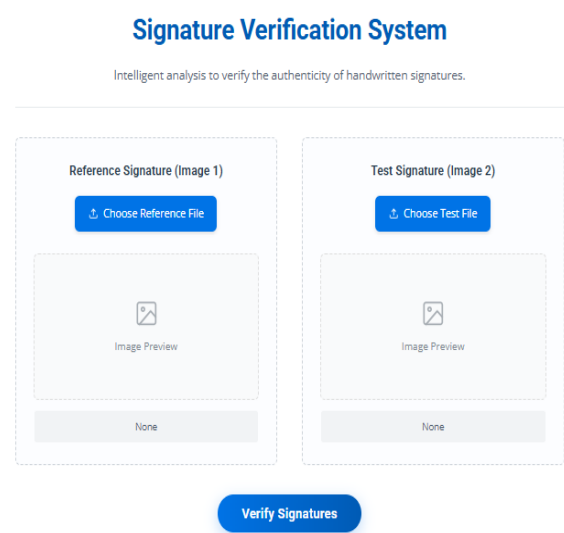 Signature Verification System
Intelligent analysis to verify the authenticity of handwritten signatures.
Reference Signature (Image 1)
Choose Reference File
Image Preview
None
Test Signature (Image 2)
Choose Test File
Image Preview
None
Verify Signatures